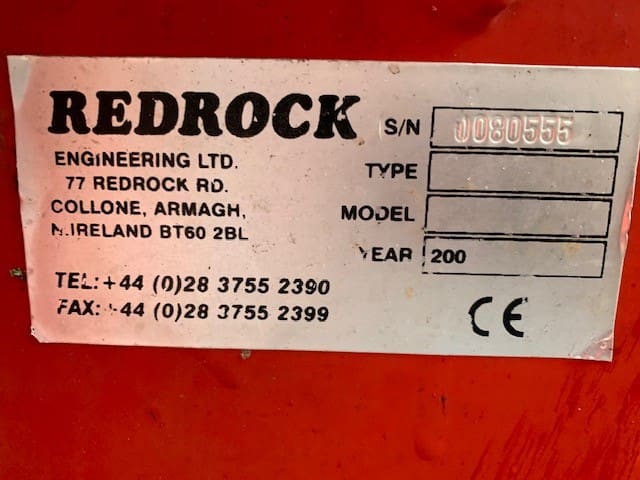 REDROCK
ENGINEERING LTD.
77 REDROCK RD.
COLLONE, ARMAGH,
N.IRELAND BT60 2BL
TEL:+44 (0)28 3755 2390
FAX:+44 (0)28 3755 2399
S/N 0080555
TYPE
MODEL
YEAR 200
CE